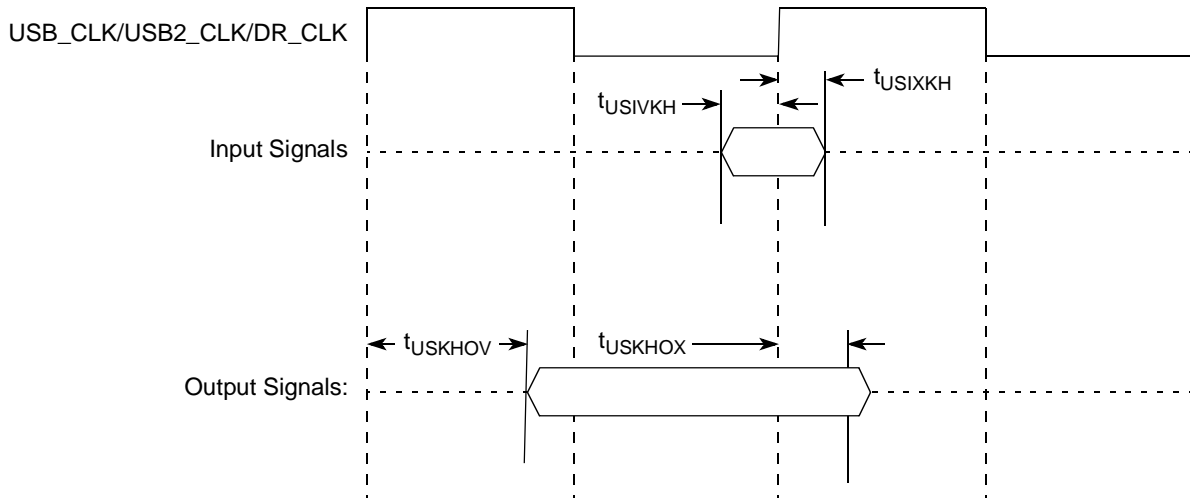 USB_CLK/USB2_CLK/DR_CLK
tUSIXKH
tUSIVKH
Input Signals
tUSKHOV
tUSKHOX
Output Signals: